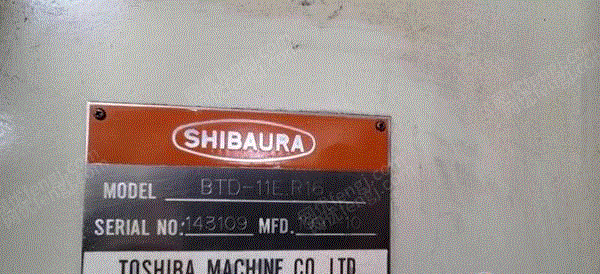 SHIBAURA
MODEL BTD-11E.R16
SERIAL NO: 143109 MFD.
TOSHIBA MACHINE CO. LTD